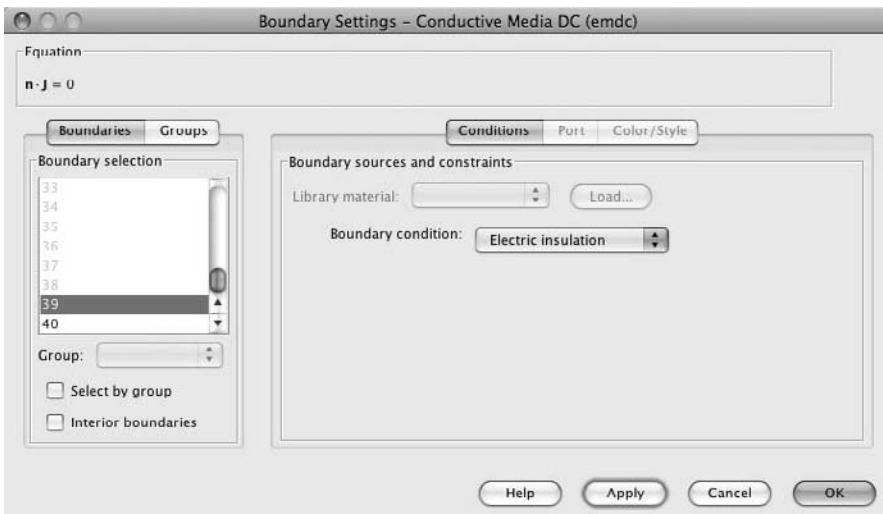 Boundary Settings – Conductive Media DC (emdc)
Equation
n · J = 0
Boundaries Groups
Boundary selection
33
34
35
36
37
38
39
40
Group:
Select by group
Interior boundaries
Conditions Port Color/Style
Boundary sources and constraints
Library material: Load...
Boundary condition: Electric insulation
Help Apply Cancel OK